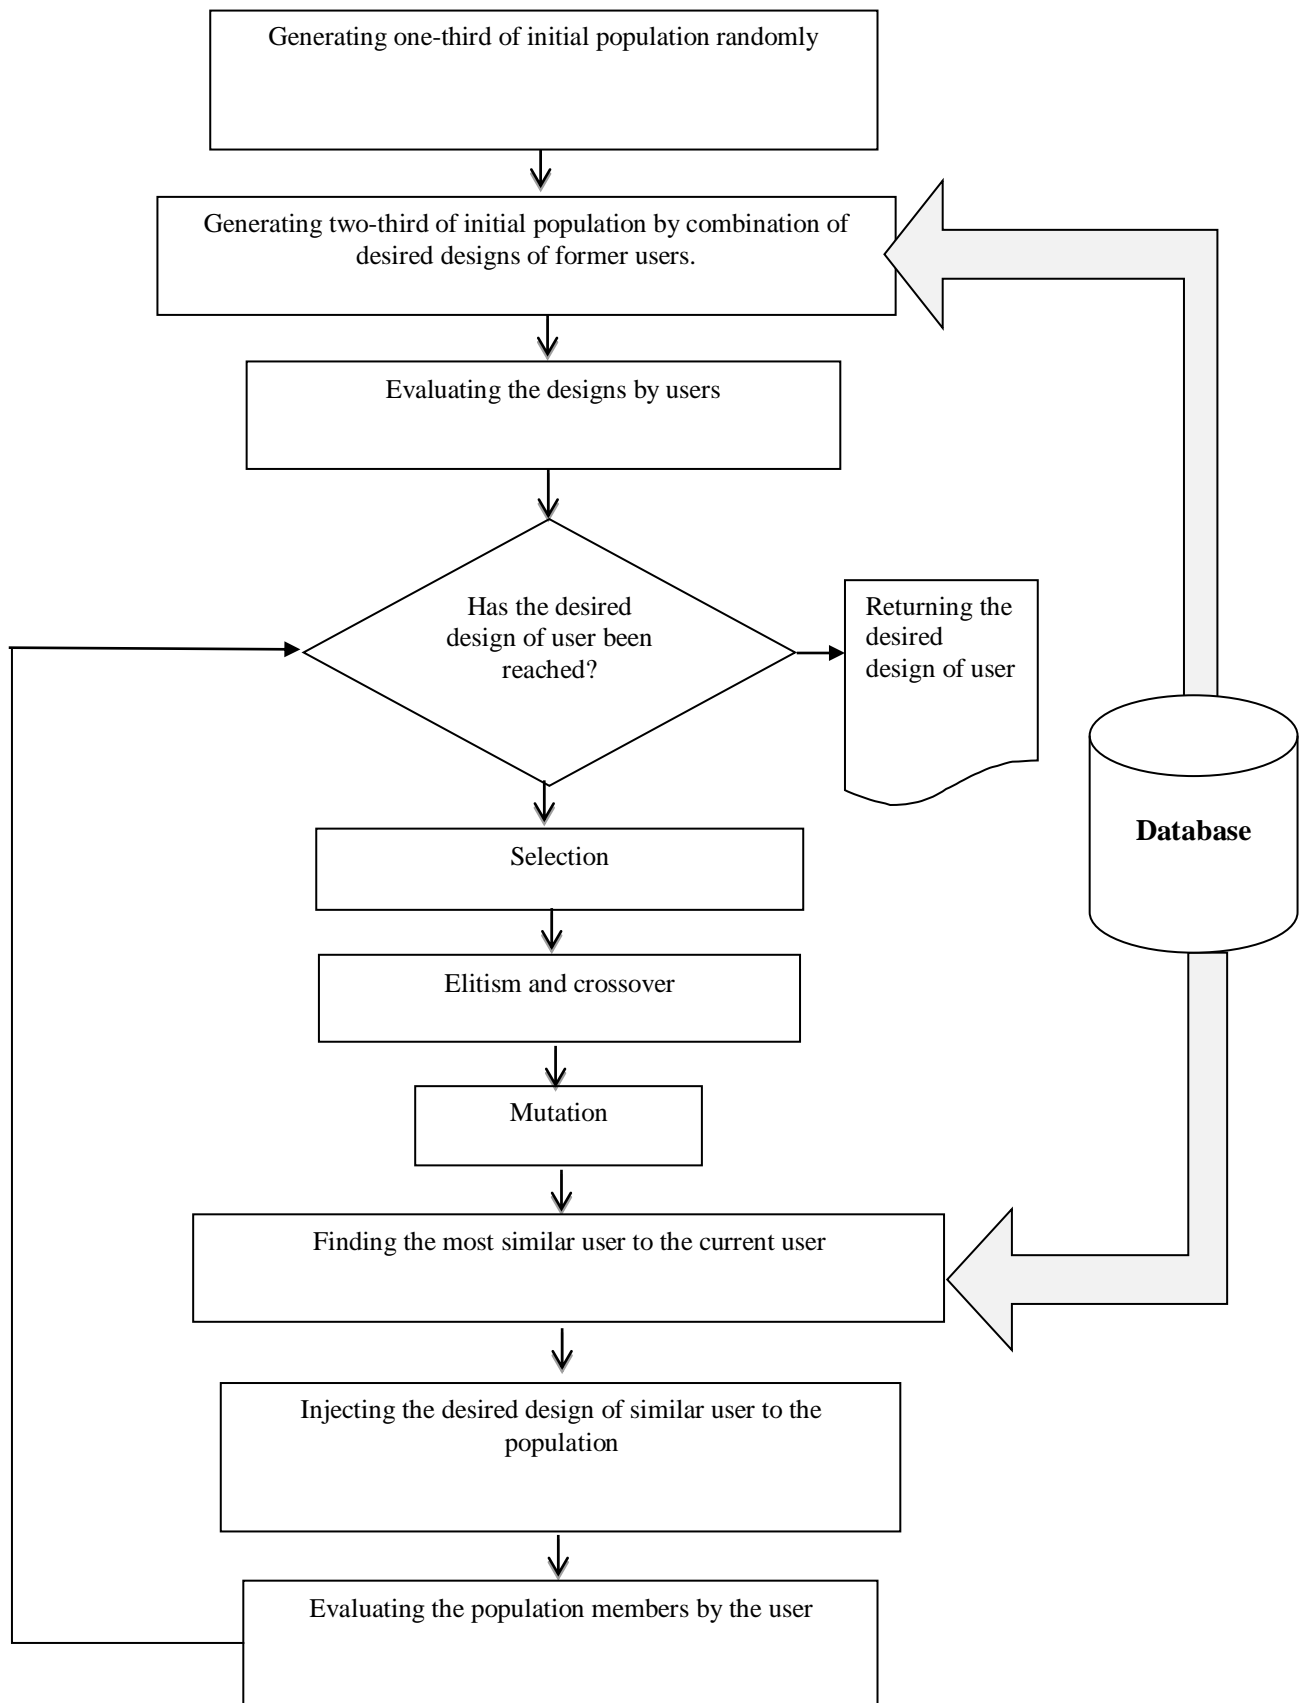 Generating one-third of initial population randomly
Generating two-third of initial population by combination of
desired designs of former users.
Evaluating the designs by users
Has the desired
design of user been
reached?
Returning the
desired
design of user
Database
Selection
Elitism and crossover
Mutation
Finding the most similar user to the current user
Injecting the desired design of similar user to the
population
Evaluating the population members by the user